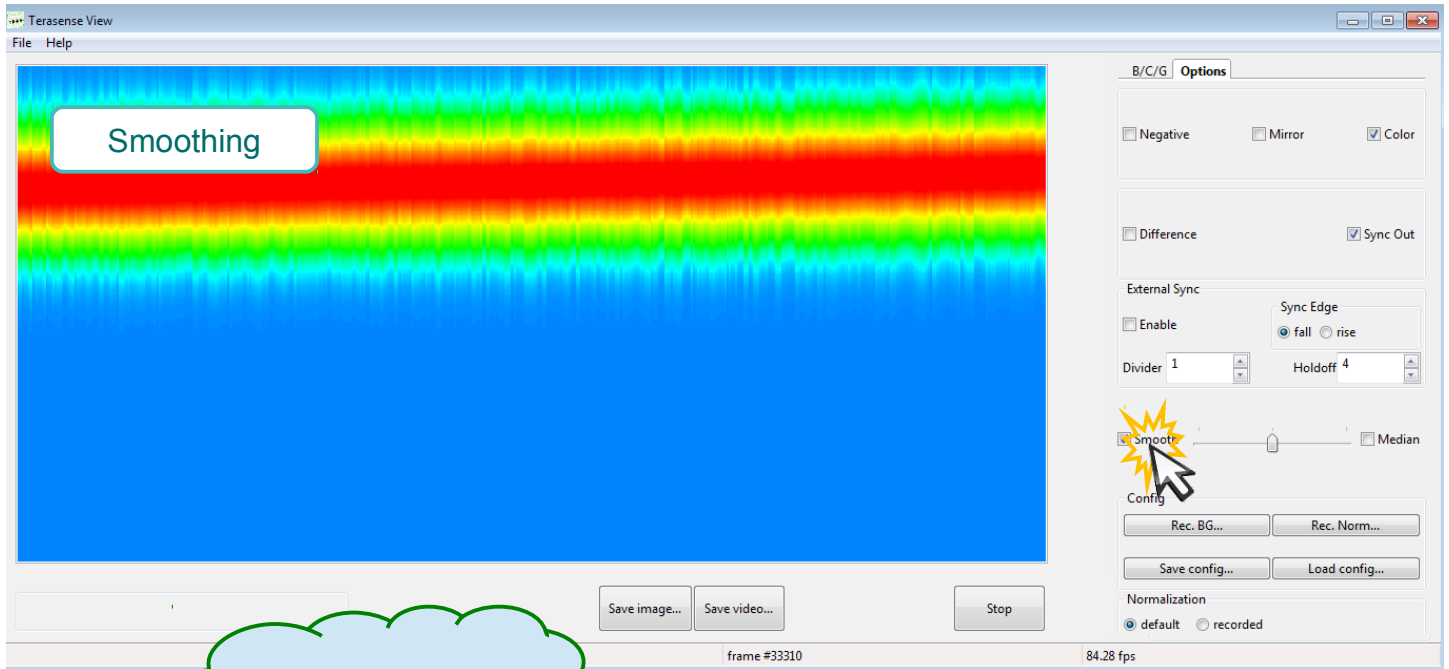 Terasense View
File Help
B/C/G Options
Smoothing
Negative Mirror Color
Difference Sync Out
External Sync
Sync Edge
Enable
fall rise
Divider 1 Holdoff 4
Smooth Median
Config
Rec. BG... Rec. Norm...
Save config... Load config...
Save image... Save video... Stop
Normalization
default recorded
frame #33310 84.28 fps